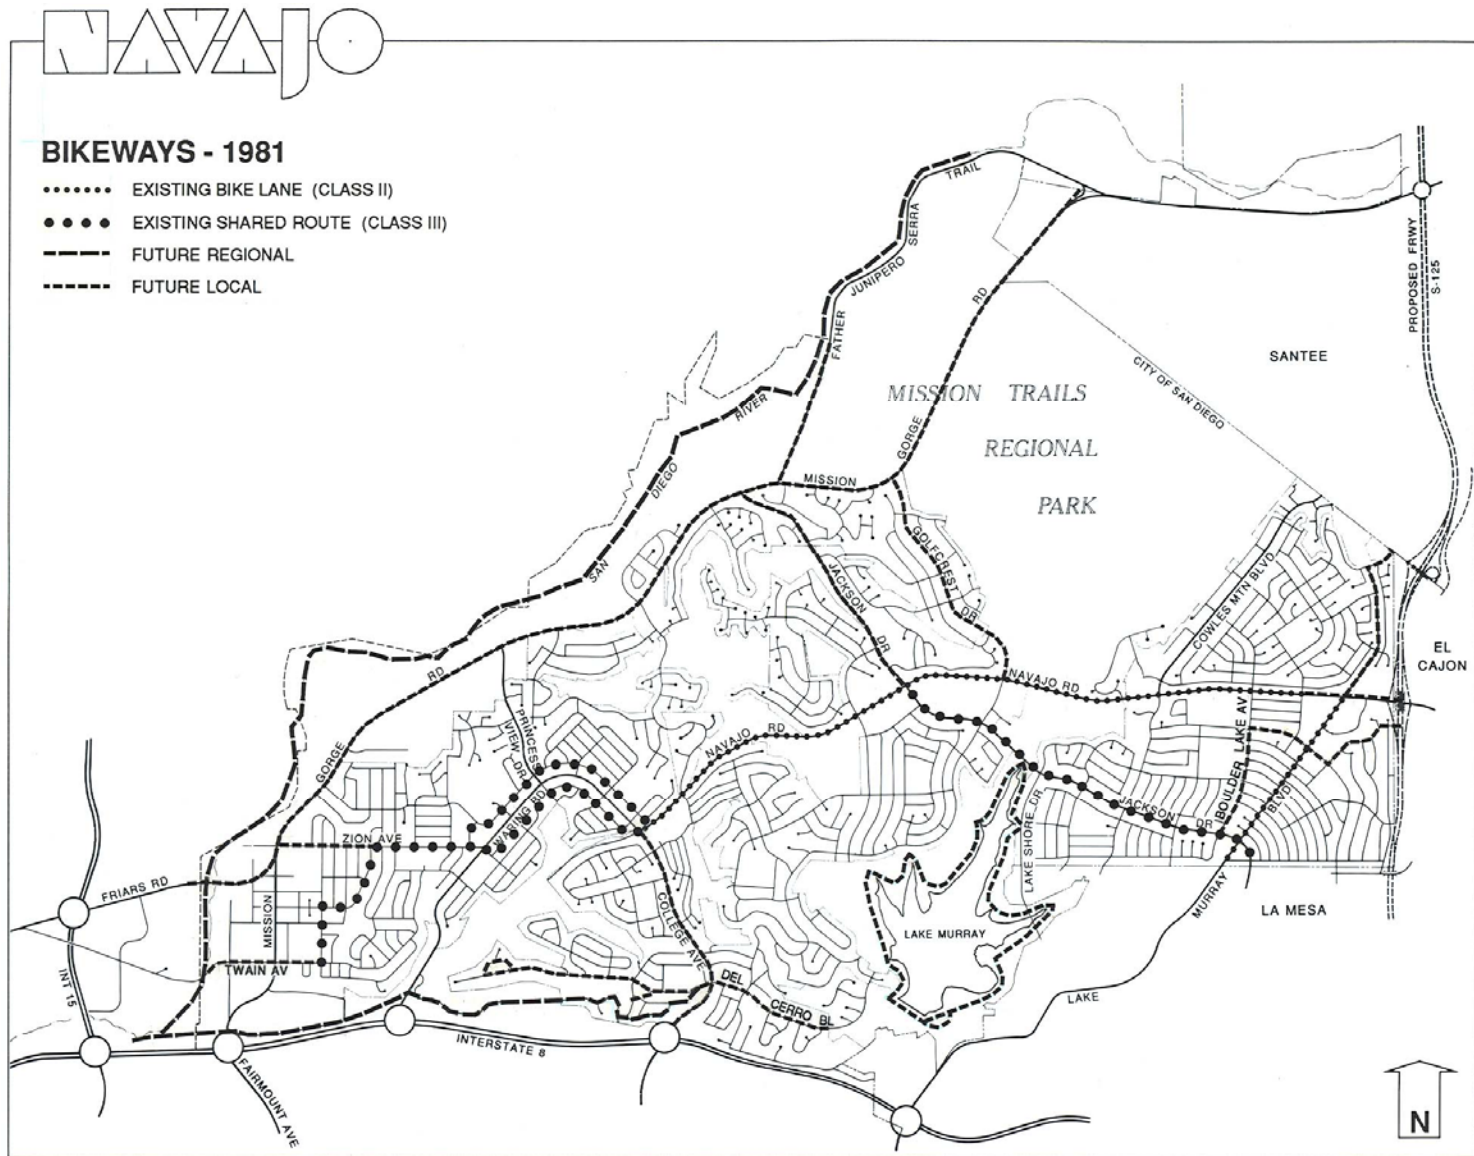 NAVAJO
BIKEWAYS - 1981
EXISTING BIKE LANE (CLASS II)
EXISTING SHARED ROUTE (CLASS III)
FUTURE REGIONAL
FUTURE LOCAL
TRAIL
SERRA
JUNIPERO
FATHER
RD
GORGE
PROPOSED FRWY
S-125
SANTEE
CITY OF SAN DIEGO
MISSION TRAILS
REGIONAL
PARK
RIVER
DIEGO
SAN
MISSION
GOLFCREST
DR
JACKSON
DR
COWLES MTN BLVD
EL
CAJON
NAVAJO RD
NAVAJO RD
BOULDER LAKE AV
RD
GORGE
PRINCESS
VIEW DR
WARING RD
ZION AVE
FRIARS RD
MISSION
TWAIN AV
INT 15
LAKE SHORE DR
JACKSON DR
BLVD
MURRAY
LAKE
LA MESA
LAKE MURRAY
COLLEGE AVE
DEL
CERRO BL
INTERSTATE 8
FAIRMOUNT AVE
N